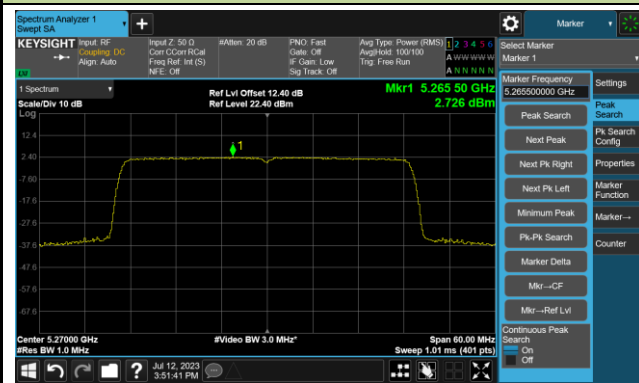 Spectrum Analyzer 1
Swept SA
+
Marker
KEYSIGHT
Input: RF
Coupling: DC
Align: Auto
Input Z: 50 Ω
Corr CCorr RCal
Freq Ref: Int (S)
NFE: Off
#Atten: 20 dB
PNO: Fast
Gate: Off
IF Gain: Low
Sig Track: Off
Avg Type: Power (RMS)
Avg|Hold: 100/100
Trig: Free Run
1 2 3 4 5 6
A W W W W W
A N N N N N
LXI
Select Marker
Marker 1
1 Spectrum
Scale/Div 10 dB
Log
Ref Lvl Offset 12.40 dB
Ref Level 22.40 dBm
Mkr1 5.265 50 GHz
2.726 dBm
1
12.4
2.40
-7.60
-17.6
-27.6
-37.6
-47.6
-57.6
-67.6
Center 5.27000 GHz
#Res BW 1.0 MHz
#Video BW 3.0 MHz*
Span 60.00 MHz
Sweep 1.01 ms (401 pts)
Marker Frequency
5.265500000 GHz
Peak Search
Next Peak
Next Pk Right
Next Pk Left
Minimum Peak
Pk-Pk Search
Marker Delta
Mkr→CF
Mkr→Ref Lvl
Continuous Peak
Search
On
Off
Settings
Peak
Search
Pk Search
Config
Properties
Marker
Function
Marker→
Counter
?
Jul 12, 2023
3:51:41 PM